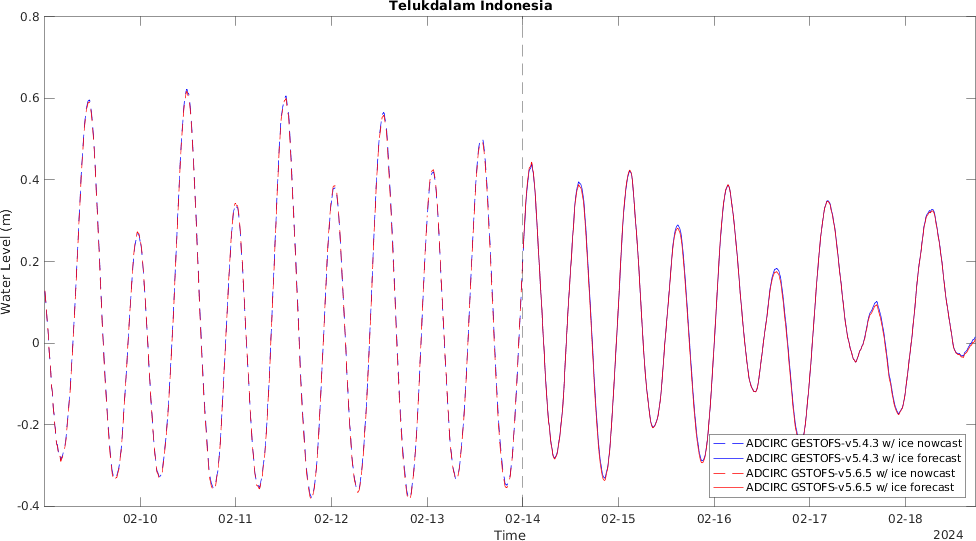 Telukdalam Indonesia
0.8
0.6
0.4
0.2
0
-0.2
-0.4
Water Level (m)
ADCIRC GESTOFS-v5.4.3 w/ ice nowcast
ADCIRC GESTOFS-v5.4.3 w/ ice forecast
ADCIRC GSTOFS-v5.6.5 w/ ice nowcast
ADCIRC GSTOFS-v5.6.5 w/ ice forecast
02-10 02-11 02-12 02-13 02-14 02-15 02-16 02-17 02-18
Time
2024